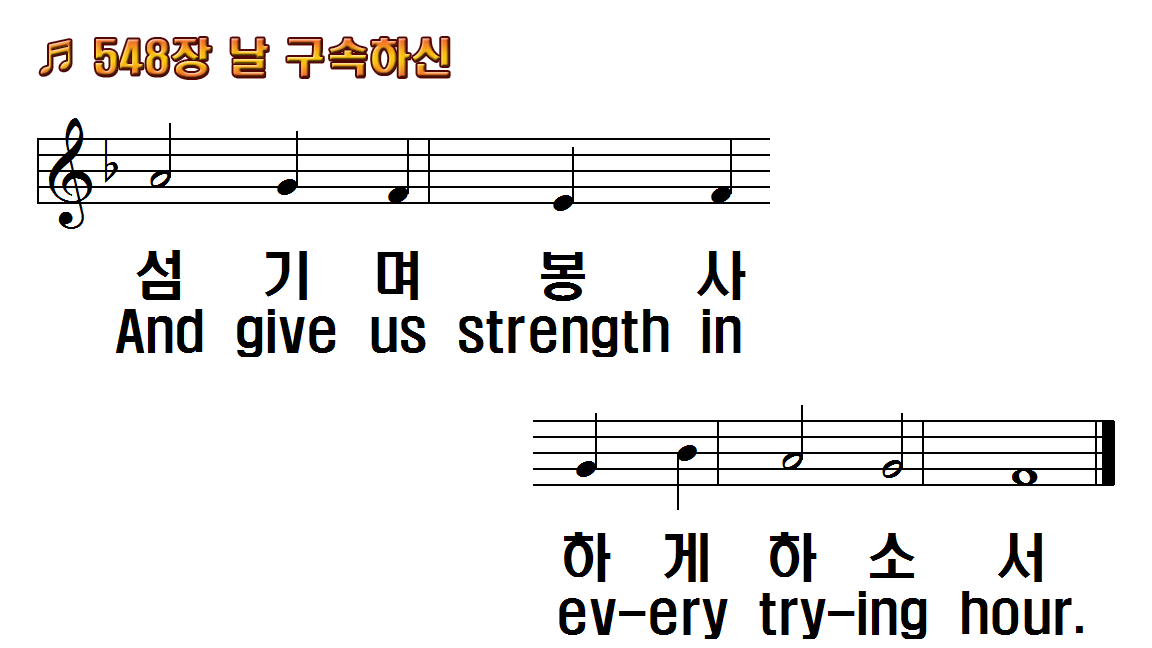 ♬ 548장 날 구속하신
섬 기 며 봉 사
And give us strength in
하 게 하 소 서
ev-ery try-ing hour.